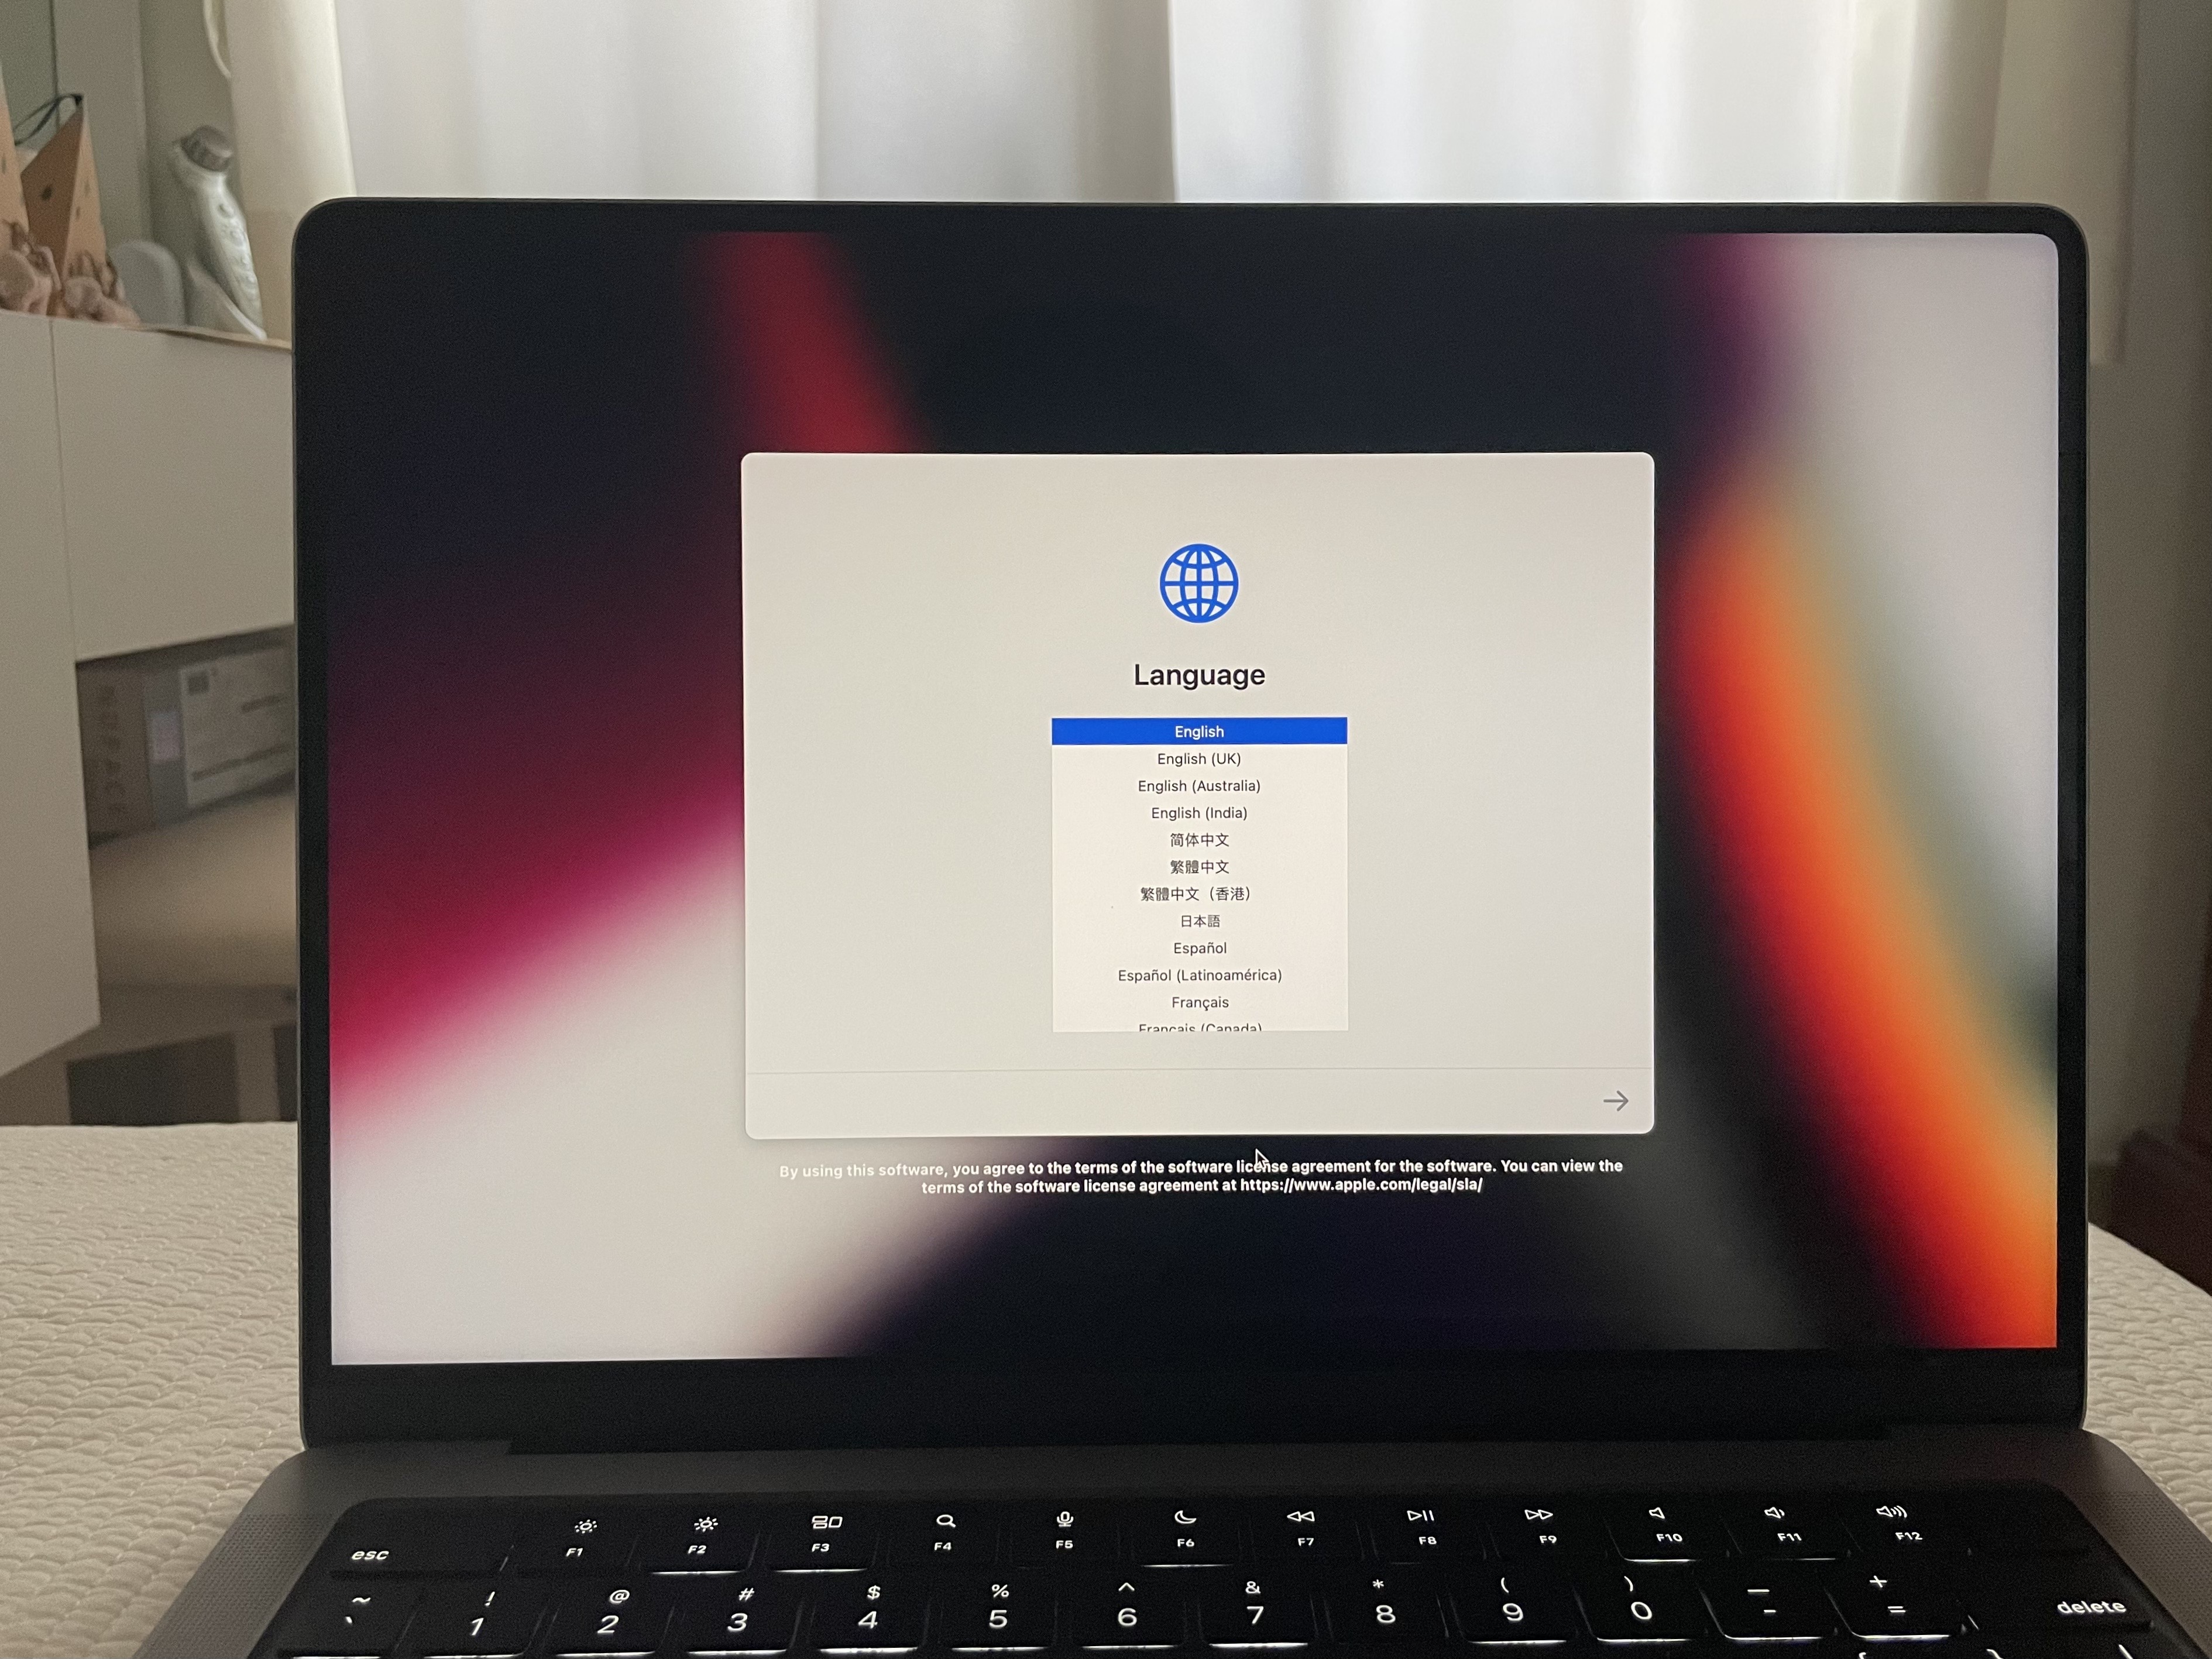 Language
English
English (UK)
English (Australia)
English (India)
简体中文
繁體中文
繁體中文（香港）
日本語
Español
Español (Latinoamérica)
Français
Français (Canada)
By using this software, you agree to the terms of the software license agreement for the software. You can view the
terms of the software license agreement at https://www.apple.com/legal/sla/
esc F1 F2 F3 F4 F5 F6 F7 F8 F9 F10 F11 F12
~ ! @ # $ % ^ & * ( ) — +
` 1 2 3 4 5 6 7 8 9 0 - = delete